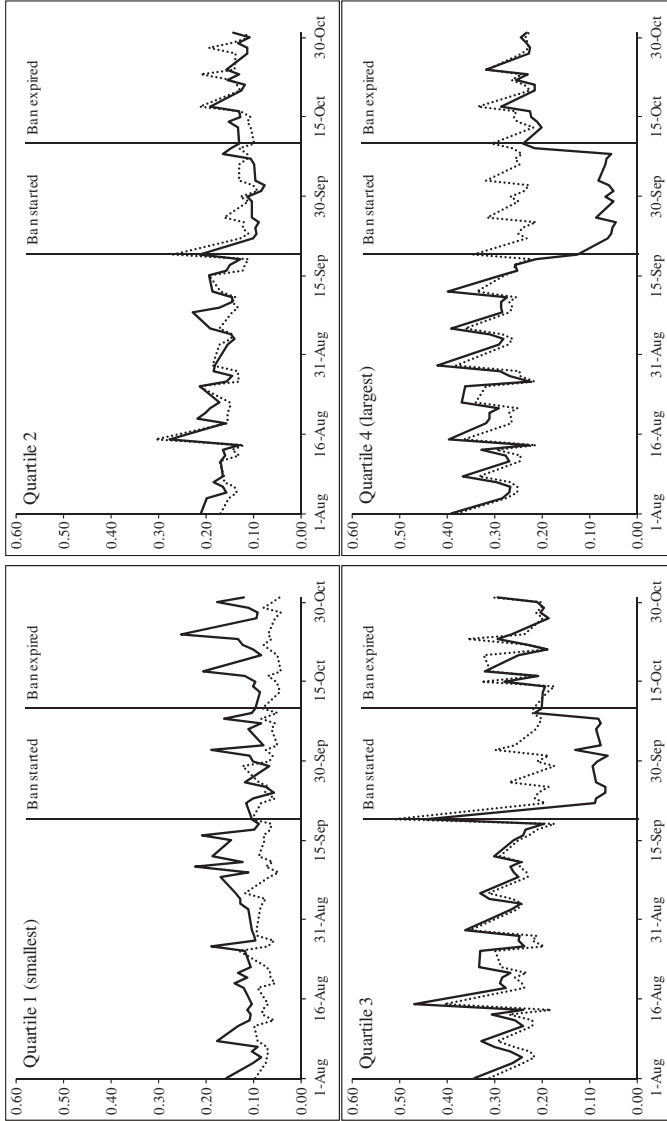 Quartile 1 (smallest)
Ban started
Ban expired
0.60
0.50
0.40
0.30
0.20
0.10
0.00
1-Aug
16-Aug
31-Aug
15-Sep
30-Sep
15-Oct
30-Oct
Quartile 2
Ban started
Ban expired
0.60
0.50
0.40
0.30
0.20
0.10
0.00
1-Aug
16-Aug
31-Aug
15-Sep
30-Sep
15-Oct
30-Oct
Quartile 3
Ban started
Ban expired
0.60
0.50
0.40
0.30
0.20
0.10
0.00
1-Aug
16-Aug
31-Aug
15-Sep
30-Sep
15-Oct
30-Oct
Quartile 4 (largest)
Ban started
Ban expired
0.60
0.50
0.40
0.30
0.20
0.10
0.00
1-Aug
16-Aug
31-Aug
15-Sep
30-Sep
15-Oct
30-Oct